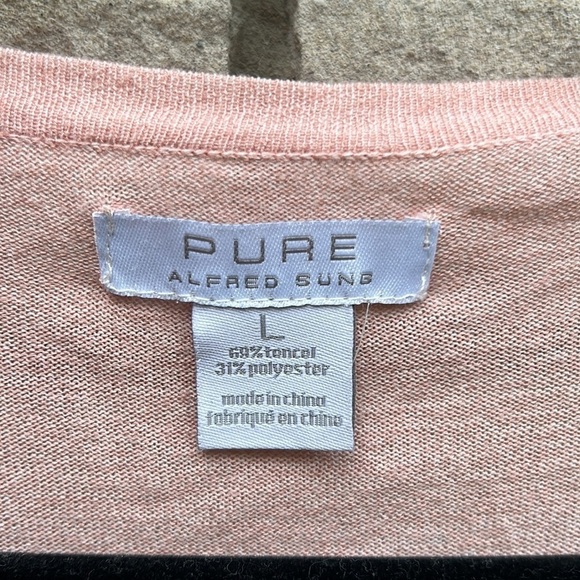 PURE
ALFRED SUNG
L
69% tencel
31% polyester
made in china
fabriqué en chine